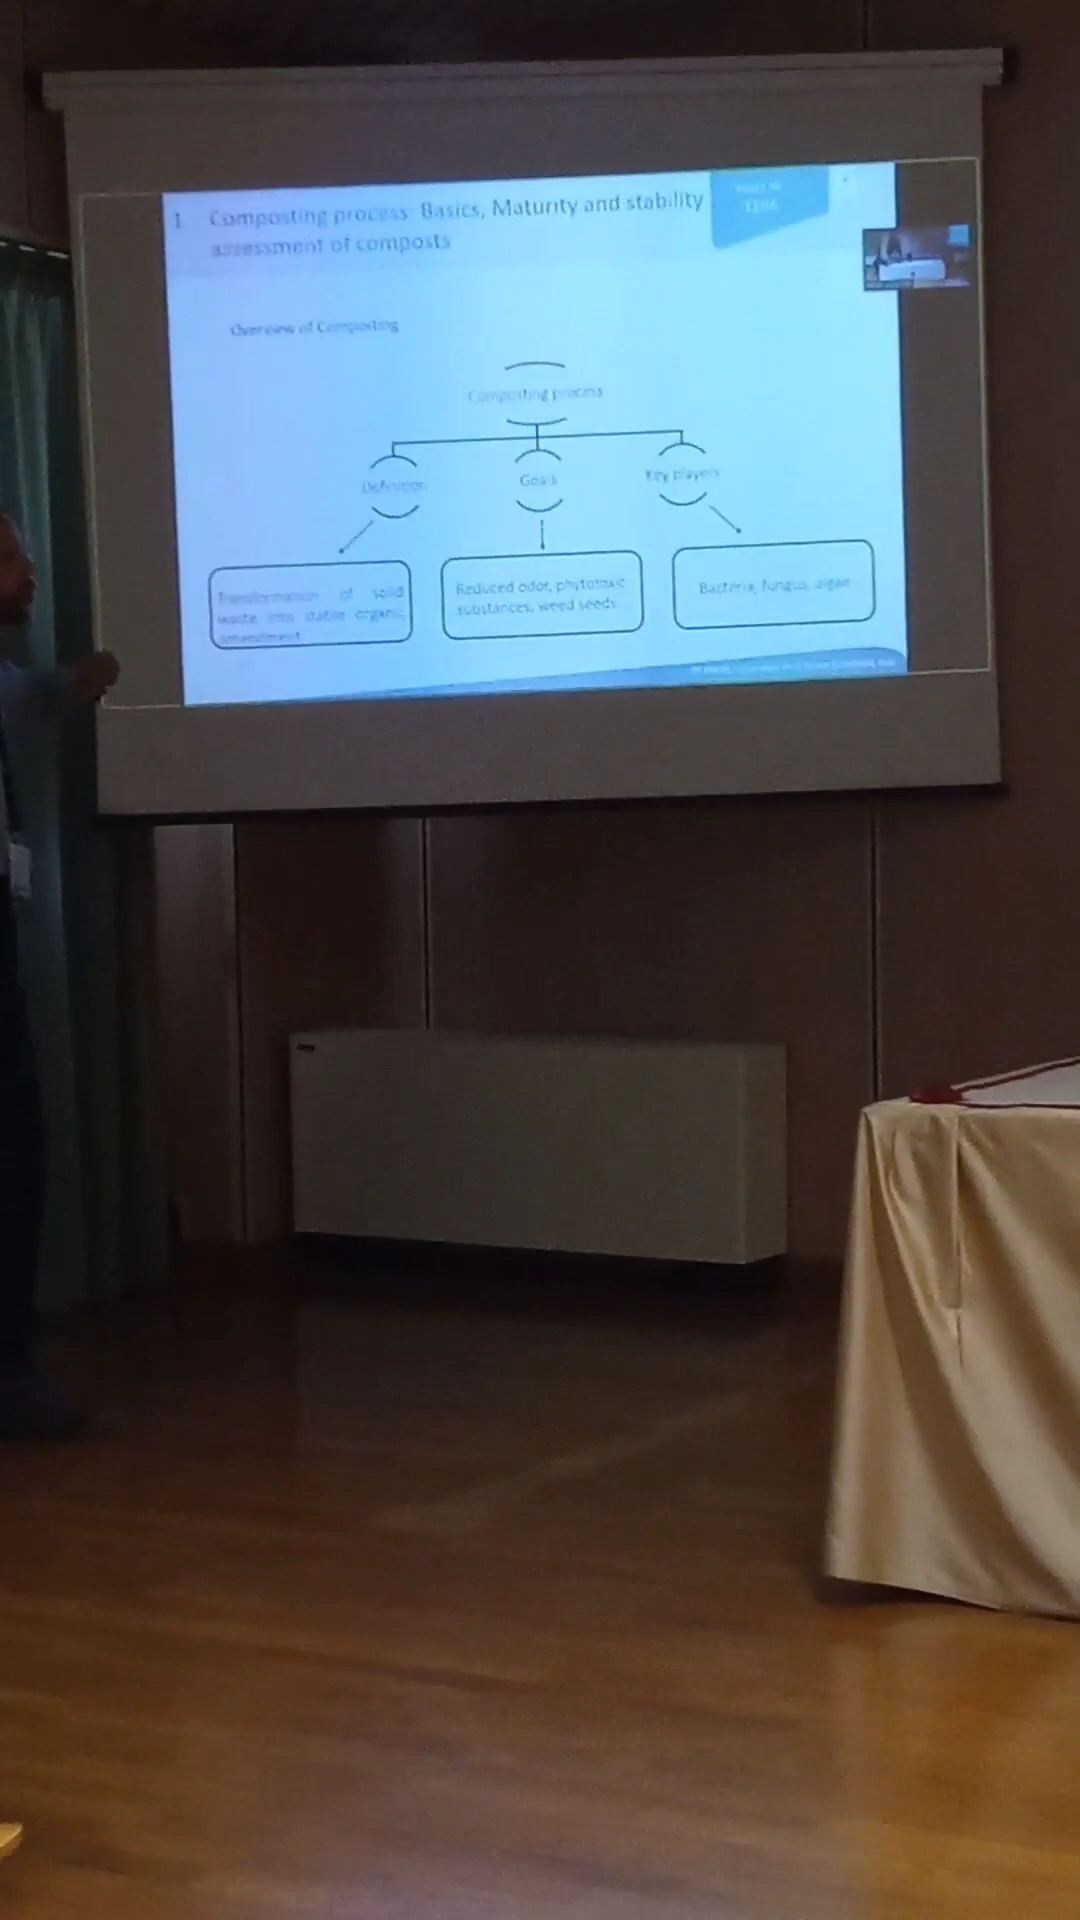 1 Composting process: Basics, Maturity and stability
assessment of composts
Overview of Composting
Composting process
Definition
Goals
Key players
Transformation of solid
waste into stable organic
amendment
Reduced odor, phytotoxic
substances, weed seeds
Bacteria, fungus, algae